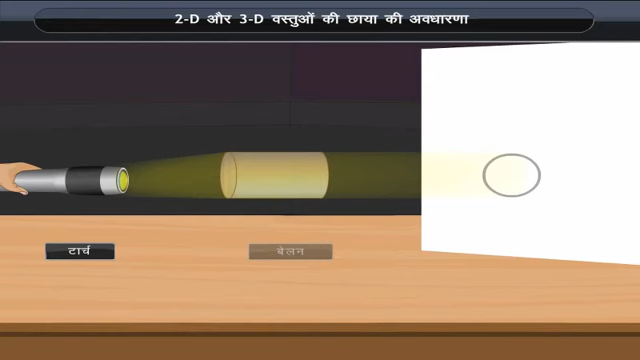 2-D और 3-D वस्तुओं की छाया की अवधारणा
टार्च
बेलन